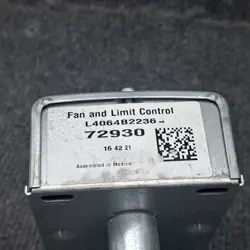 Fan and Limit Control
L4064B2236
72930
16 42 21
Assembled in Mexico